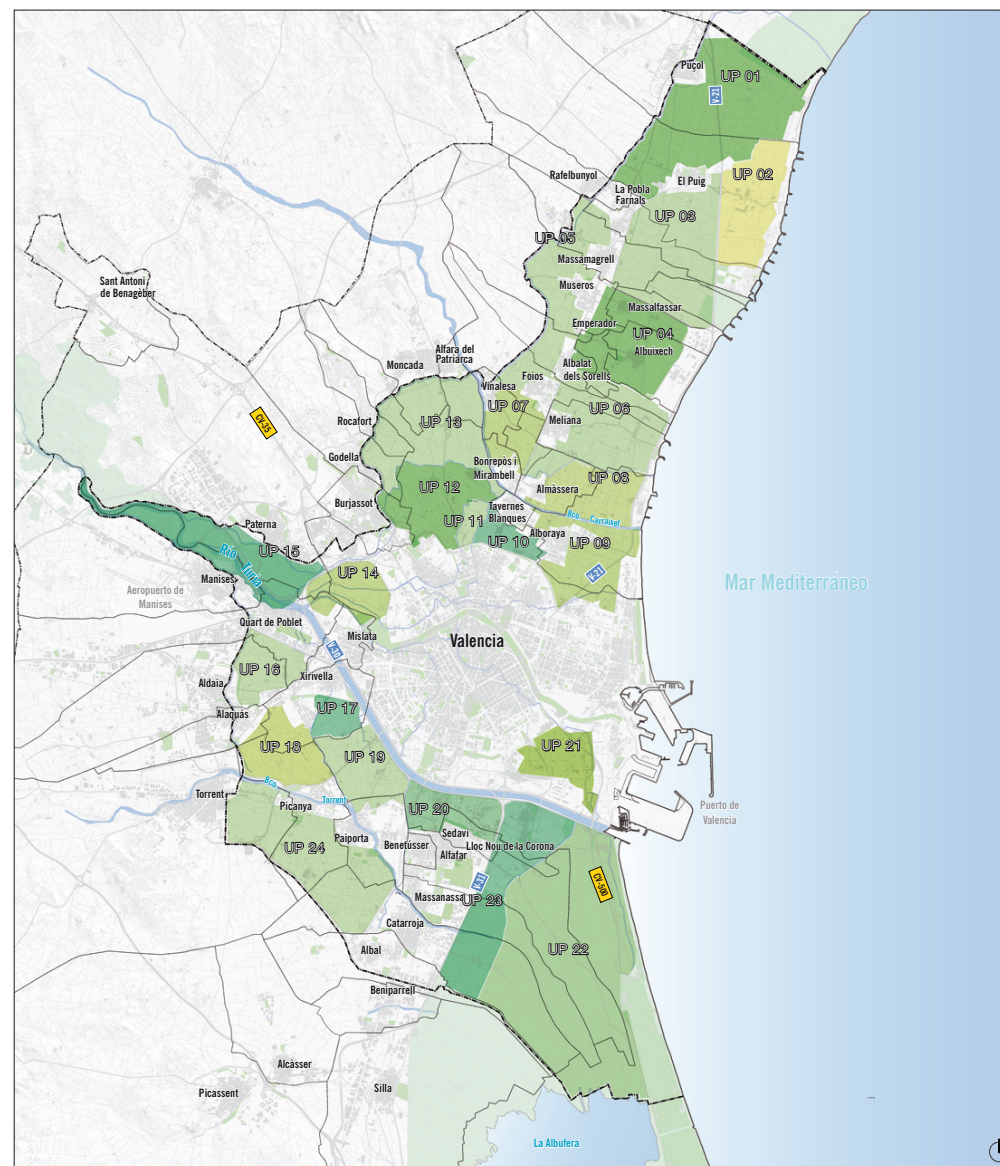 Puçol
UP 01
V-21
Rafelbunyol
El Puig
UP 02
La Pobla
Farnals
UP 03
UP 05
Massamagrell
Sant Antoni
de Benagéber
Museros
Massalfassar
Emperador
UP 04
Albuixech
Alfara del
Patriarca
Moncada
Albalat
dels Sorells
Foios
Vinalesa
UP 07
UP 06
Rocafort
UP 13
Meliana
CV-35
Godella
Bonrepòs i
Mirambell
UP 08
UP 12
Almàssera
Burjassot
Tavernes
Blanques
UP 11
Bco. Carraixet
Paterna
UP 10
Alboraya
UP 09
UP 15
Río Turia
V-21
Manises
UP 14
Mar Mediterráneo
Aeropuerto de
Manises
Quart de Poblet
Mislata
Valencia
V-30
UP 16
Xirivella
Aldaia
Alaquàs
UP 17
UP 18
UP 21
UP 19
Bco. Torrent
Torrent
Picanya
UP 20
Puerto de
Valencia
Sedaví
Paiporta
Benetússer
Lloc Nou de la Corona
UP 24
Alfafar
V-31
CV-500
Massanassa
UP 23
Catarroja
Albal
UP 22
Beniparrell
Alcàsser
Picassent
Silla
La Albufera